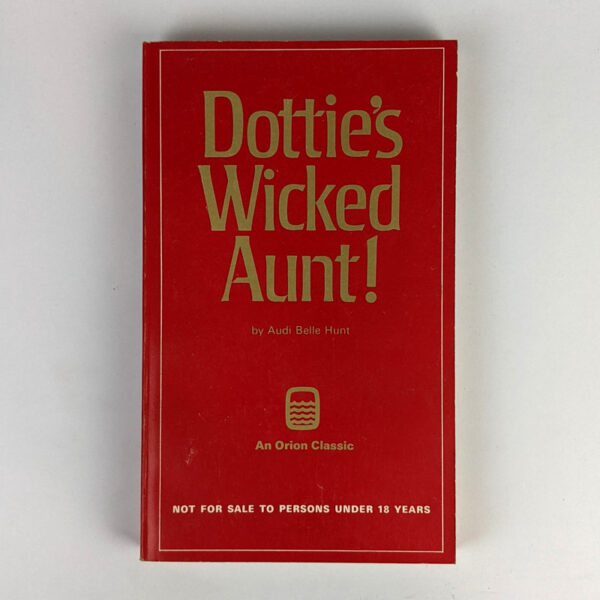 Dottie's
Wicked
Aunt!
by Audi Belle Hunt
An Orion Classic
NOT FOR SALE TO PERSONS UNDER 18 YEARS